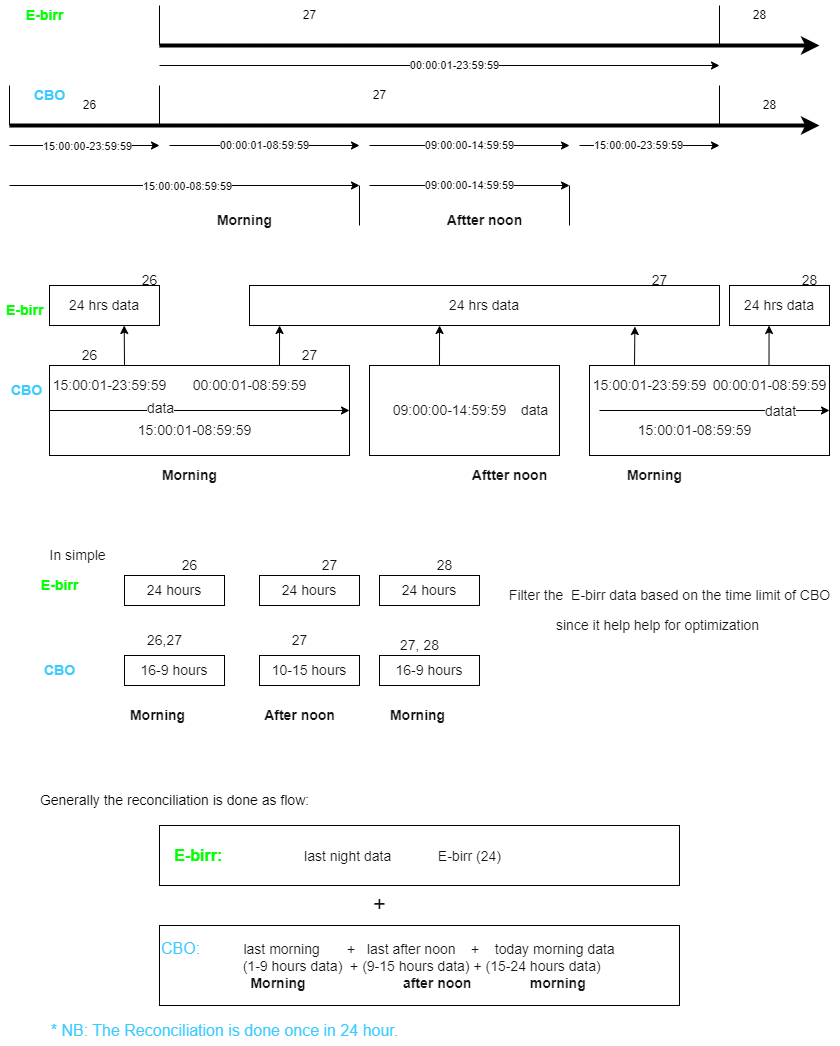 E-birr 27 28
00:00:01-23:59:59
CBO 26 27 28
15:00:00-23:59:59 00:00:01-08:59:59 09:00:00-14:59:59 15:00:00-23:59:59
15:00:00-08:59:59 09:00:00-14:59:59
Morning Aftter noon
26 27 28
E-birr 24 hrs data 24 hrs data 24 hrs data
26 27
CBO 15:00:01-23:59:59 00:00:01-08:59:59 15:00:01-23:59:59 00:00:01-08:59:59
data 09:00:00-14:59:59 data datat
15:00:01-08:59:59 15:00:01-08:59:59
Morning Aftter noon Morning
In simple
26 27 28
E-birr 24 hours 24 hours 24 hours
Filter the E-birr data based on the time limit of CBO
since it help help for optimization
26,27 27 27, 28
CBO 16-9 hours 10-15 hours 16-9 hours
Morning After noon Morning
Generally the reconciliation is done as flow:
E-birr: last night data E-birr (24)
+
CBO: last morning + last after noon + today morning data
(1-9 hours data) + (9-15 hours data) + (15-24 hours data)
Morning after noon morning
* NB: The Reconciliation is done once in 24 hour.